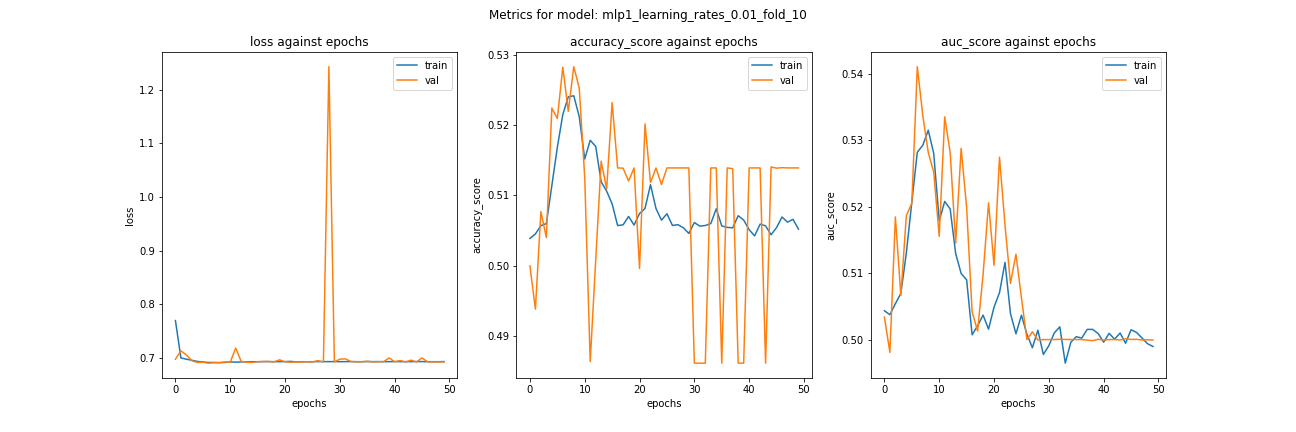 Metrics for model: mlp1_learning_rates_0.01_fold_10
loss against epochs
train
val
1.2
1.1
1.0
0.9
0.8
0.7
loss
0 10 20 30 40 50
epochs
accuracy_score against epochs
train
val
0.53
0.52
0.51
0.50
0.49
accuracy_score
0 10 20 30 40 50
epochs
auc_score against epochs
train
val
0.54
0.53
0.52
0.51
0.50
auc_score
0 10 20 30 40 50
epochs